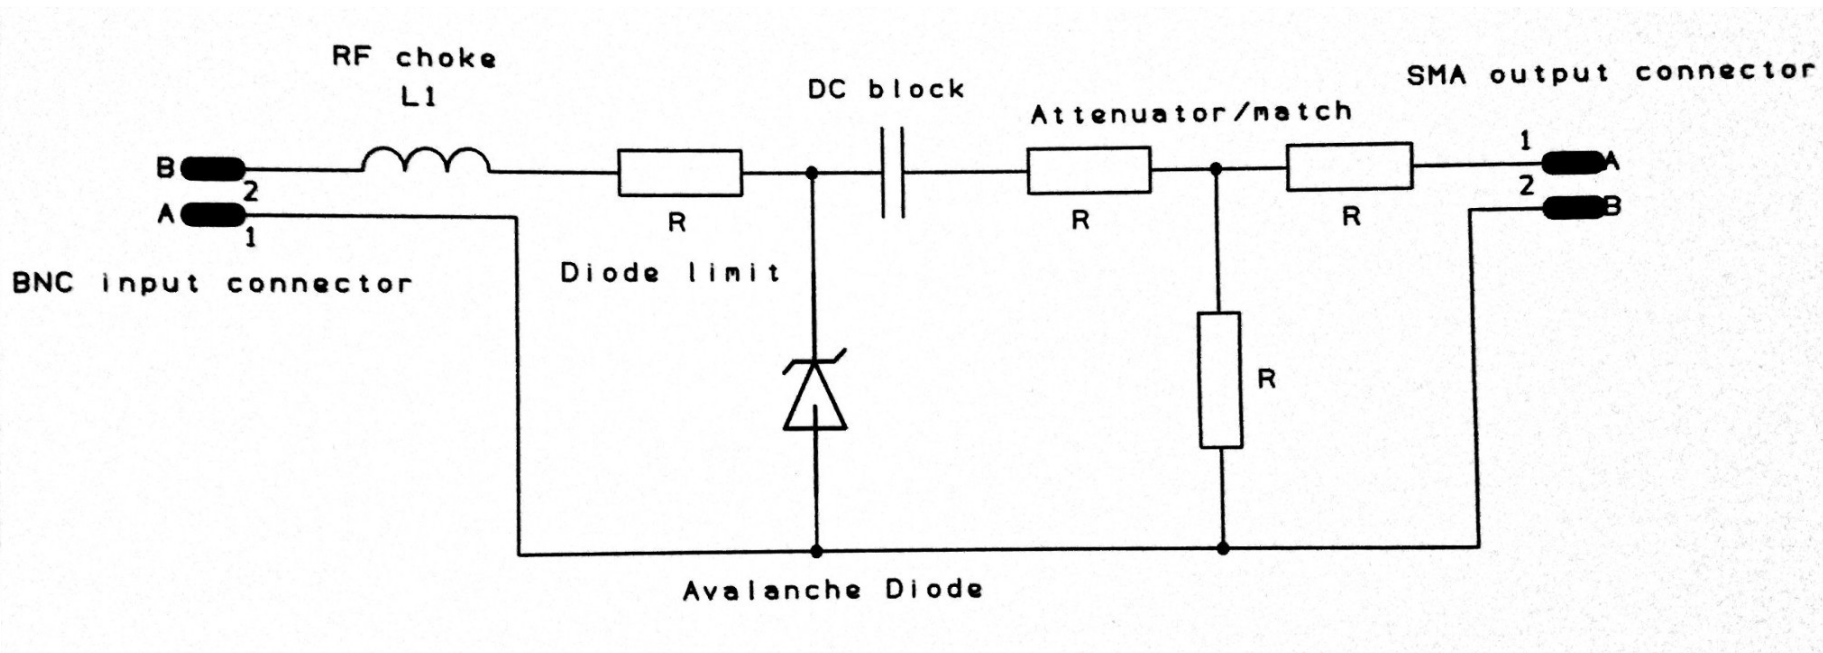 RF choke
L1
DC block
SMA output connector
Attenuator/match
B
2
A
1
R
R
R
1
A
2
B
BNC input connector
Diode limit
R
Avalanche Diode